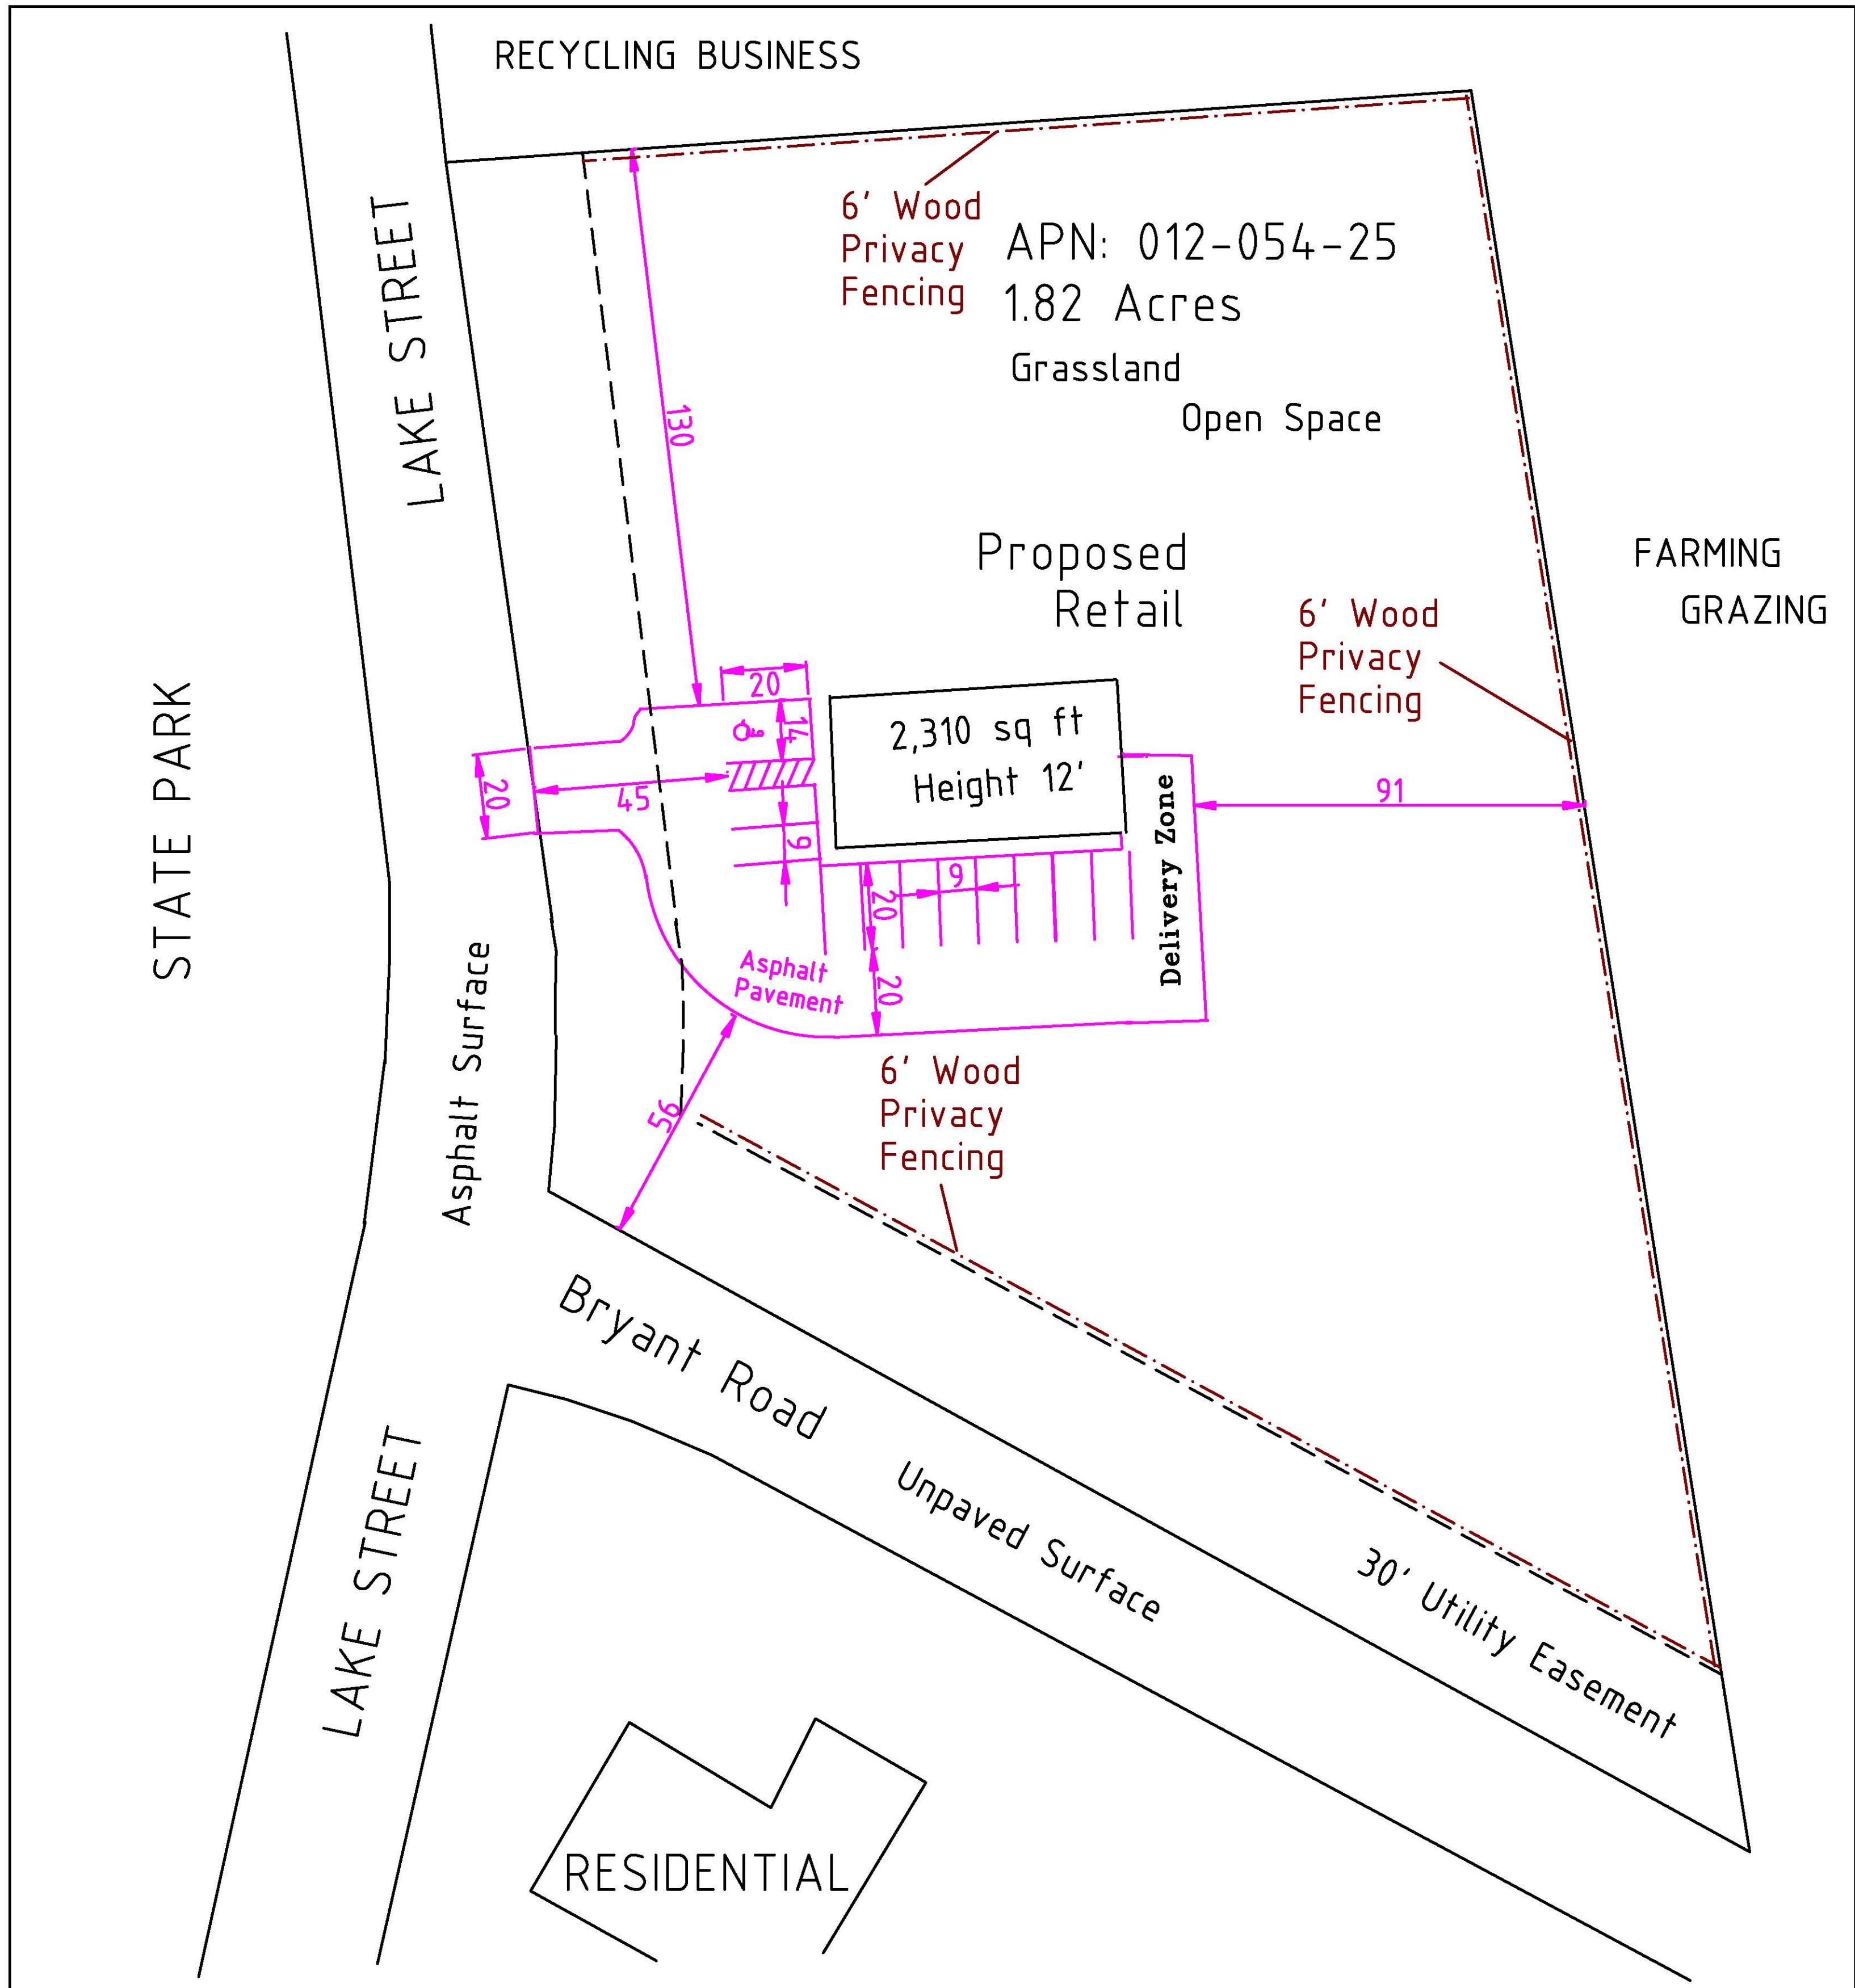 RECYCLING BUSINESS
LAKE STREET
6' Wood
Privacy
Fencing
APN: 012-054-25
1.82 Acres
Grassland
Open Space
130
Proposed
Retail
FARMING
GRAZING
6' Wood
Privacy
Fencing
STATE PARK
20
14
2,310 sq ft
Height 12'
20
45
9
91
Delivery Zone
9
20
20
Asphalt
Pavement
Asphalt Surface
56
6' Wood
Privacy
Fencing
Bryant Road
Unpaved Surface
30' Utility Easement
LAKE STREET
RESIDENTIAL